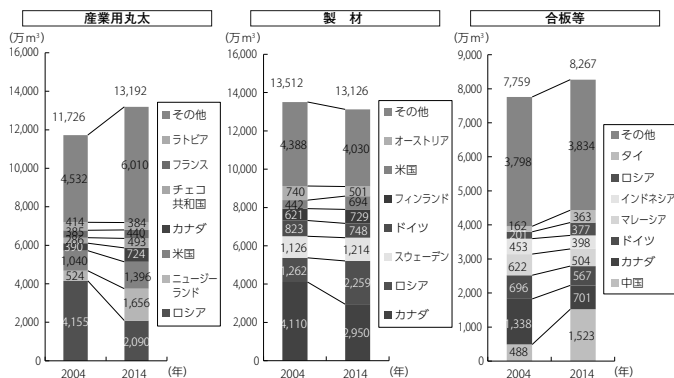 産業用丸太
(万m³)
16,000
14,000
12,000
10,000
8,000
6,000
4,000
2,000
0
11,726
4,532
414
385
286
390
1,040
524
4,155
13,192
6,010
384
440
493
724
1,396
1,656
2,090
2004
2014
(年)
その他
ラトビア
フランス
チェコ
共和国
カナダ
米国
ニュージー
ランド
ロシア
製 材
(万m³)
16,000
14,000
12,000
10,000
8,000
6,000
4,000
2,000
0
13,512
4,388
740
442
621
823
1,126
1,262
4,110
13,126
4,030
501
694
729
748
1,214
2,259
2,950
2004
2014
(年)
その他
オーストリア
米国
フィンランド
ドイツ
スウェーデン
ロシア
カナダ
合板等
(万m³)
9,000
8,000
7,000
6,000
5,000
4,000
3,000
2,000
1,000
0
7,759
3,798
162
201
453
622
696
1,338
488
8,267
3,834
363
377
398
504
567
701
1,523
2004
2014
(年)
その他
タイ
ロシア
インドネシア
マレーシア
ドイツ
カナダ
中国